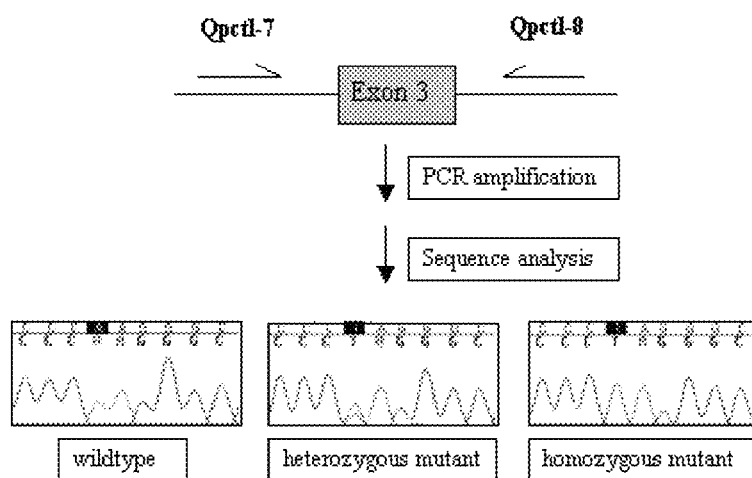 Qpctl-7
Qpctl-8
Exon 3
PCR amplification
Sequence analysis
C C C A G G G C
C C C T A G G G C
C C C T A G G G C
wildtype
heterozygous mutant
homozygous mutant